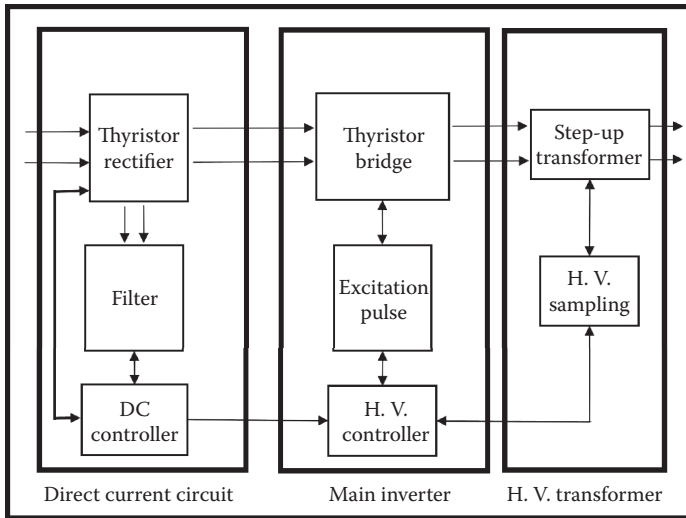 Thyristor
rectifier
Filter
DC
controller
Direct current circuit
Thyristor
bridge
Excitation
pulse
H. V.
controller
Main inverter
Step-up
transformer
H. V.
sampling
H. V. transformer